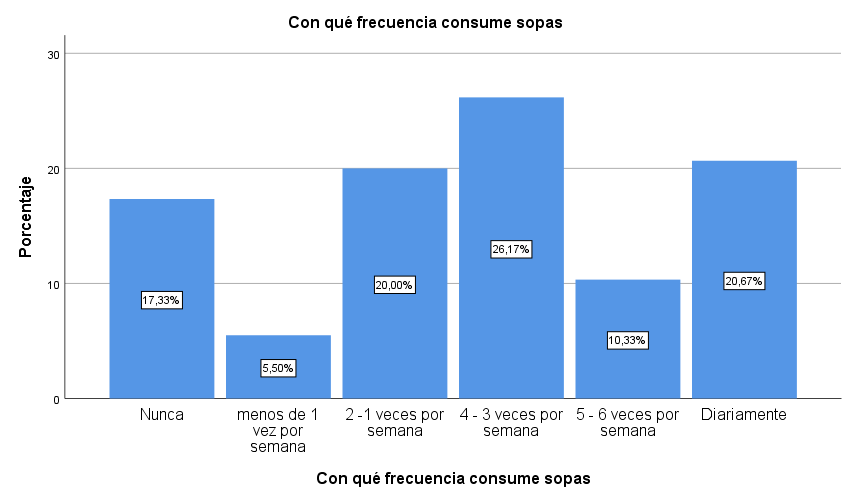 Con qué frecuencia consume sopas
Porcentaje
30
20
10
0
17,33%
5,50%
20,00%
26,17%
10,33%
20,67%
Nunca
menos de 1
vez por
semana
2 -1 veces por
semana
4 - 3 veces por
semana
5 - 6 veces por
semana
Diariamente
Con qué frecuencia consume sopas